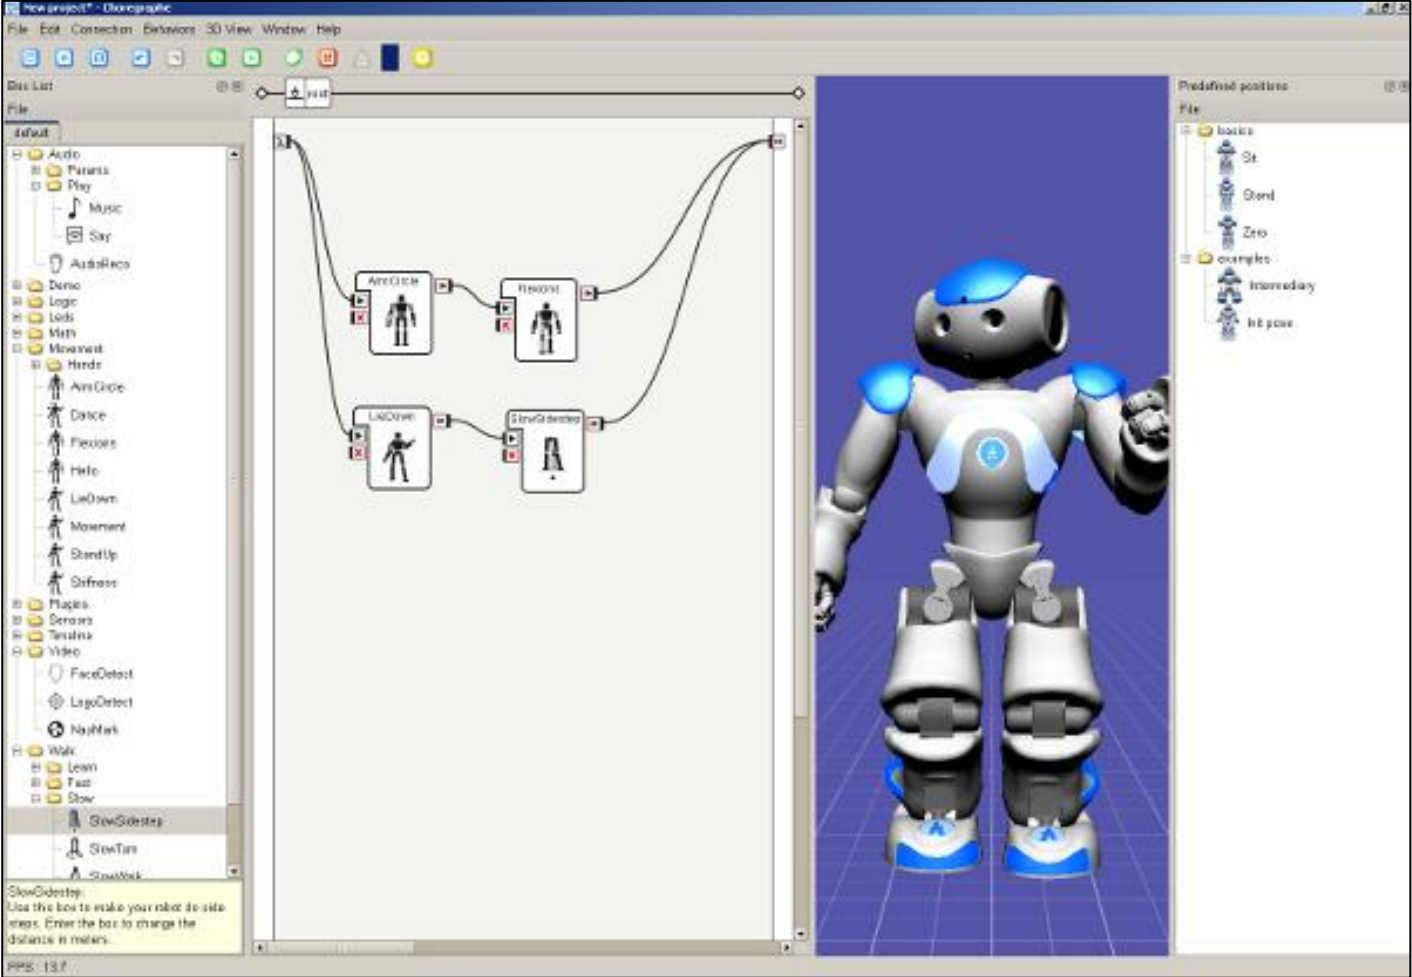 New project* - Choregraphe
File Edit Connection Behaviors 3D View Window Help
Box List
File
default
Audio
Params
Play
Music
Say
AudioReco
Demo
Logic
Leds
Math
Movement
Hands
ArmCircle
Dance
Flexions
Hello
LieDown
Movement
StandUp
Stiffness
Plugins
Sensors
Timeline
Video
FaceDetect
LogoDetect
NaoMark
Walk
Learn
Fast
Slow
SlowSidestep
SlowTurn
SlowWalk
SlowSidestep:
Use this box to make your robot do side
steps. Enter the box to change the
distance in meters.
FPS : 13.7
root
ArmCircle
Flexions
LieDown
SlowSidestep
Predefined positions
File
basics
Sit
Stand
Zero
examples
Intermediary
Init pose